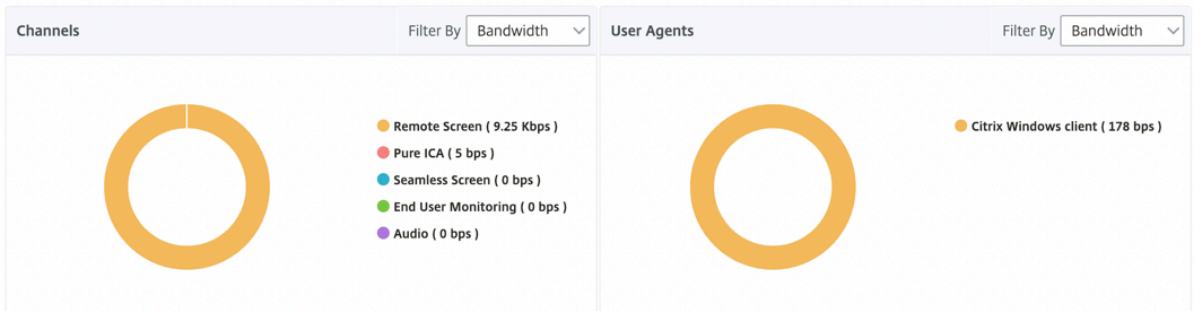 Channels
Filter By Bandwidth
Remote Screen ( 9.25 Kbps )
Pure ICA ( 5 bps )
Seamless Screen ( 0 bps )
End User Monitoring ( 0 bps )
Audio ( 0 bps )
User Agents
Filter By Bandwidth
Citrix Windows client ( 178 bps )